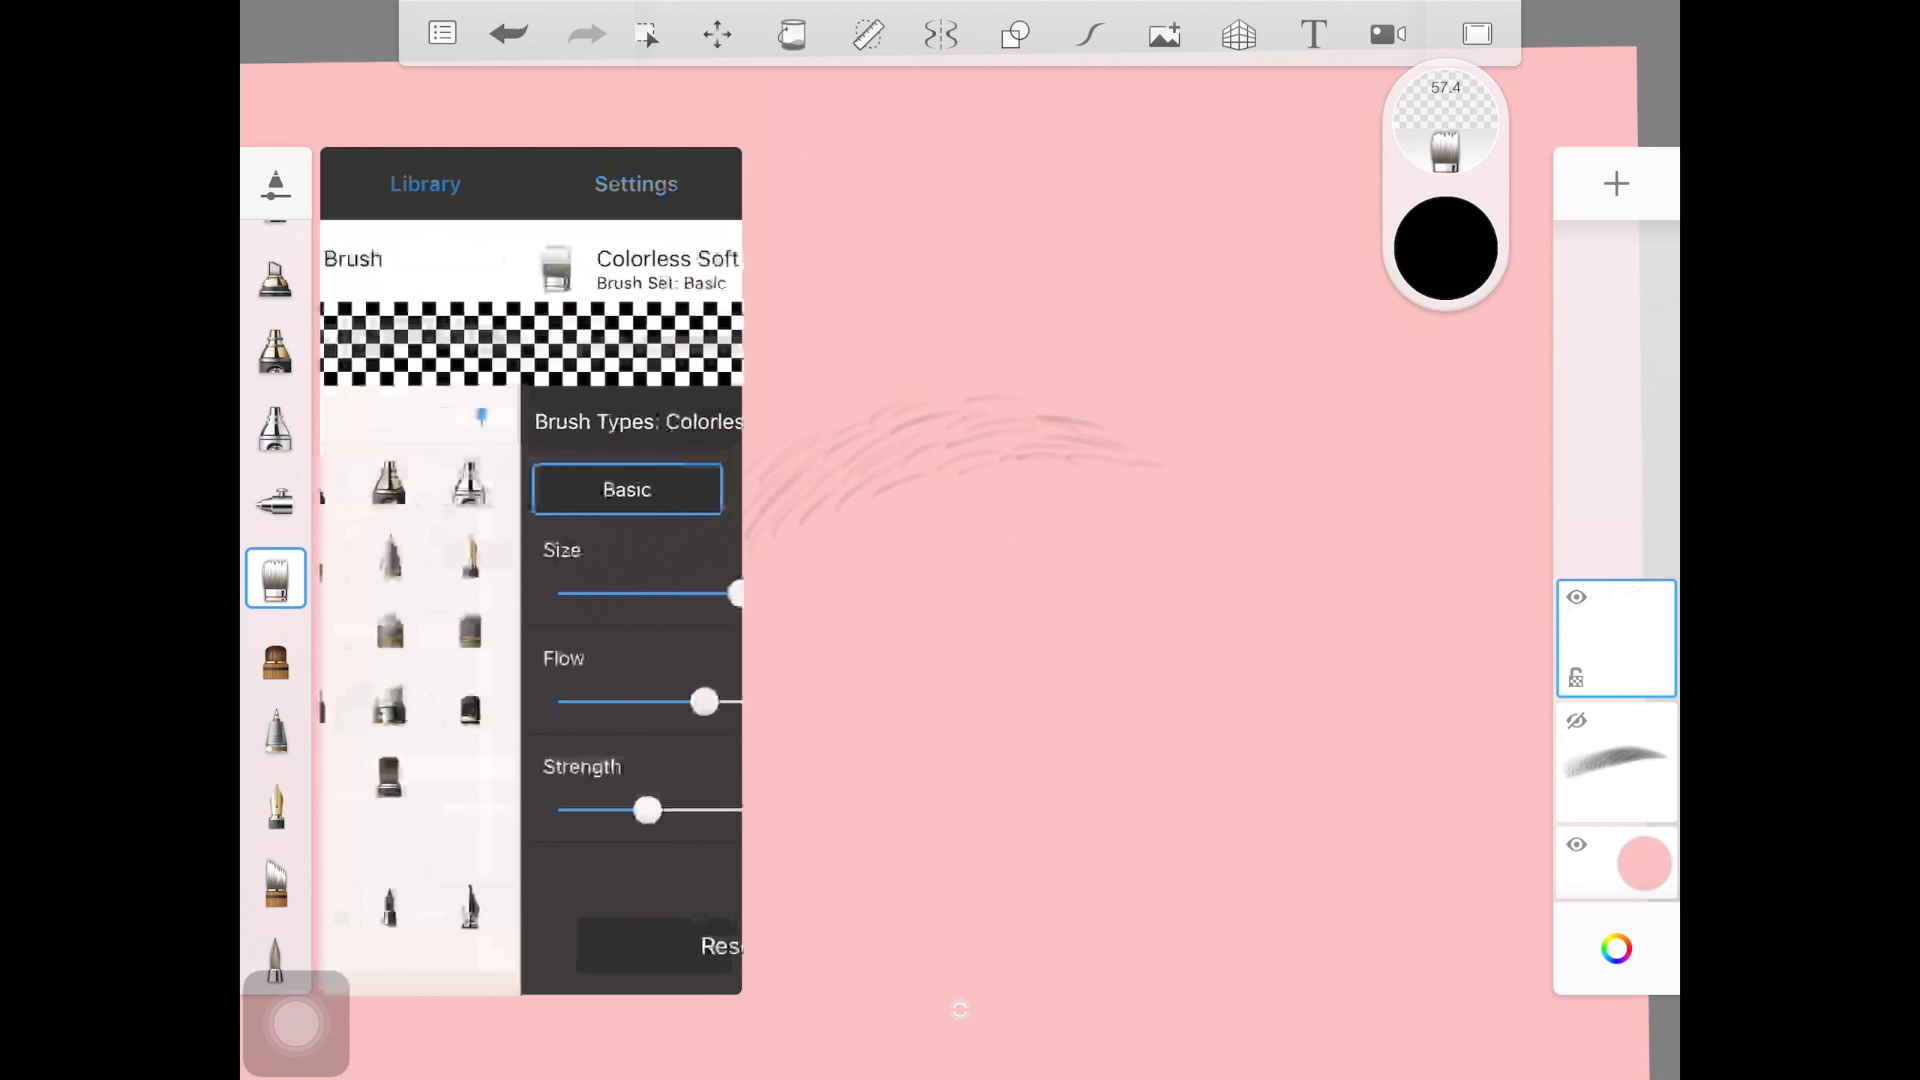 T
57.4
Library
Settings
Brush
Colorless Soft
Brush Set: Basic
Brush Types: Colorles
Basic
Size
Flow
Strength
Res